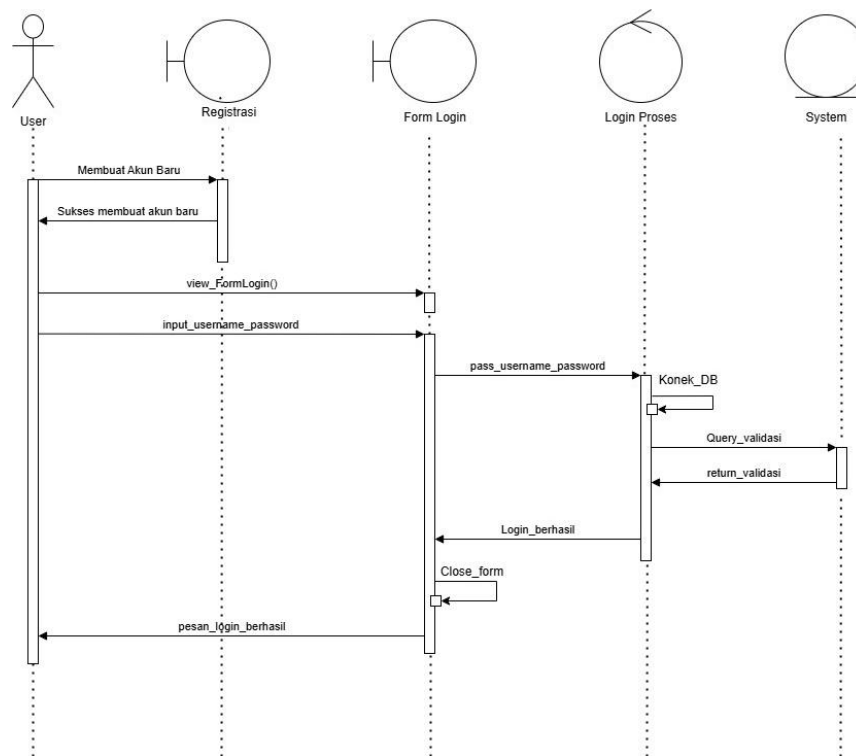 User
Registrasi
Form Login
Login Proses
System
Membuat Akun Baru
Sukses membuat akun baru
view_FormLogin()
input_username_password
pass_username_password
Konek_DB
Query_validasi
return_validasi
Login_berhasil
Close_form
pesan_login_berhasil